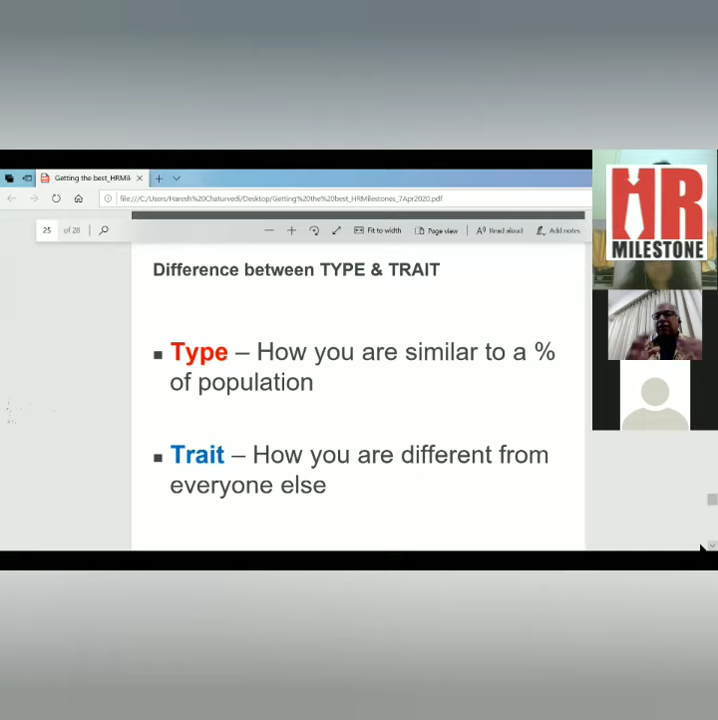 Getting the best_HRMil
file:///C:/Users/Haresh%20Chaturvedi/Desktop/Getting%20the%20best_HRMilestones_7Apr2020.pdf
25 of 28 Fit to width Page view Read aloud Add notes
HR
MILESTONE
Difference between TYPE & TRAIT
Type – How you are similar to a %
of population
Trait – How you are different from
everyone else